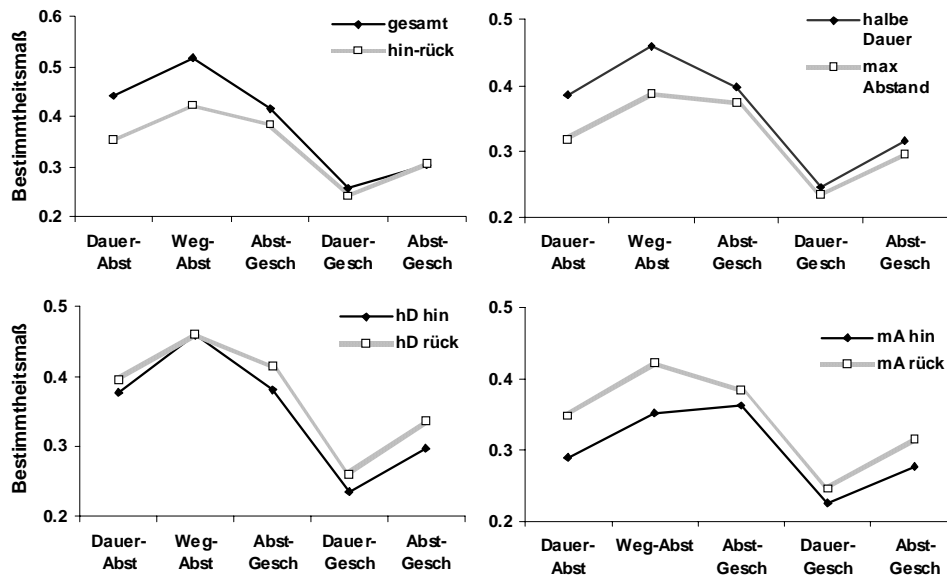 Bestimmtheitsmaß
0.6
0.5
0.4
0.3
0.2
gesamt
hin-rück
Dauer- Weg- Abst- Dauer- Abst-
Abst Abst Gesch Gesch Gesch
0.5
0.4
0.3
0.2
halbe
Dauer
max
Abstand
Dauer- Weg- Abst- Dauer- Abst-
Abst Abst Gesch Gesch Gesch
Bestimmtheitsmaß
0.5
0.4
0.3
0.2
hD hin
hD rück
Dauer- Weg- Abst- Dauer- Abst-
Abst Abst Gesch Gesch Gesch
0.5
0.4
0.3
0.2
mA hin
mA rück
Dauer- Weg-Abst Abst- Dauer- Abst-
Abst Gesch Gesch Gesch